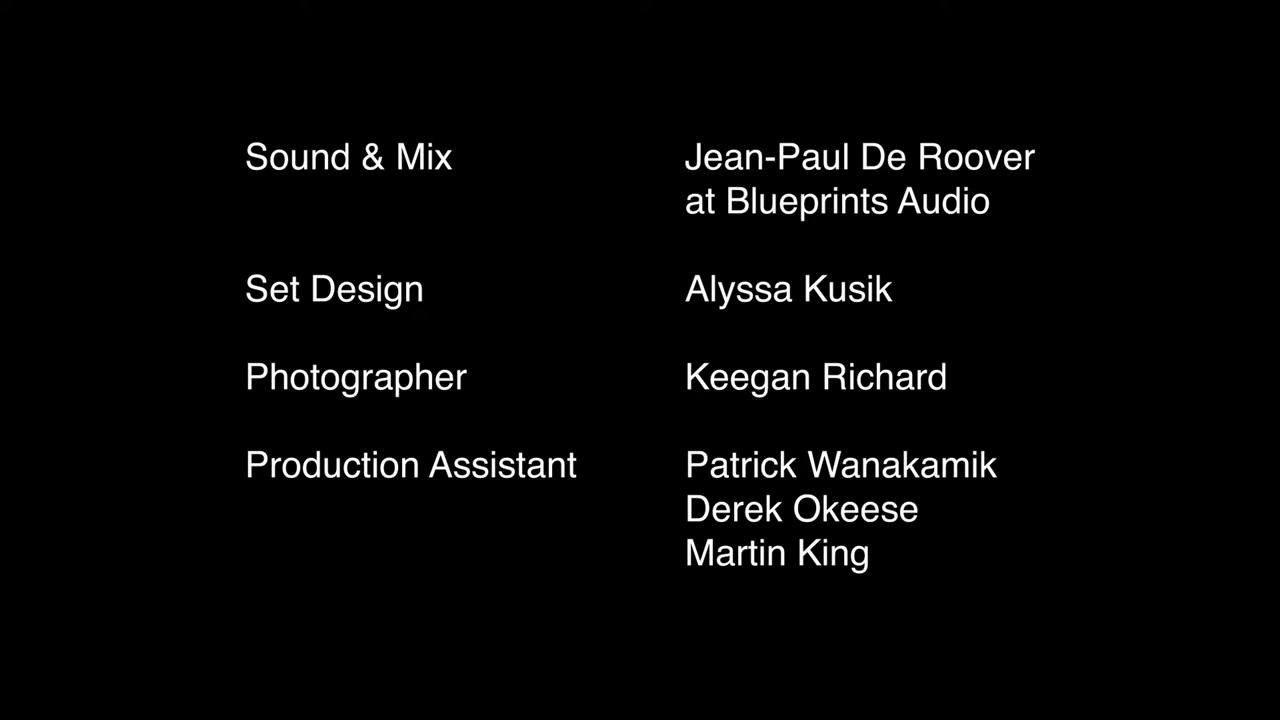 Sound & Mix Jean-Paul De Roover
at Blueprints Audio
Set Design Alyssa Kusik
Photographer Keegan Richard
Production Assistant Patrick Wanakamik
Derek Okeese
Martin King